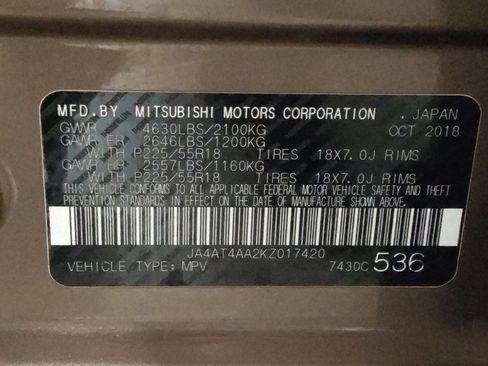 MFD.BY MITSUBISHI MOTORS CORPORATION . JAPAN
GVWR 4630LBS/2100KG OCT 2018
GAWR FR 2646LBS/1200KG
WITH P225/55R18 TIRES 18X7.0J RIMS
GAWR RR 2557LBS/1160KG
WITH P225/55R18 TIRES 18X7.0J RIMS
THIS VEHICLE CONFORMS TO ALL APPLICABLE FEDERAL MOTOR VEHICLE SAFETY AND THEFT
PREVENTION STANDARDS IN EFFECT ON THE DATE OF MANUFACTURE SHOWN ABOVE.
JA4AT4AA2KZ017420
VEHICLE TYPE: MPV 7430C 536